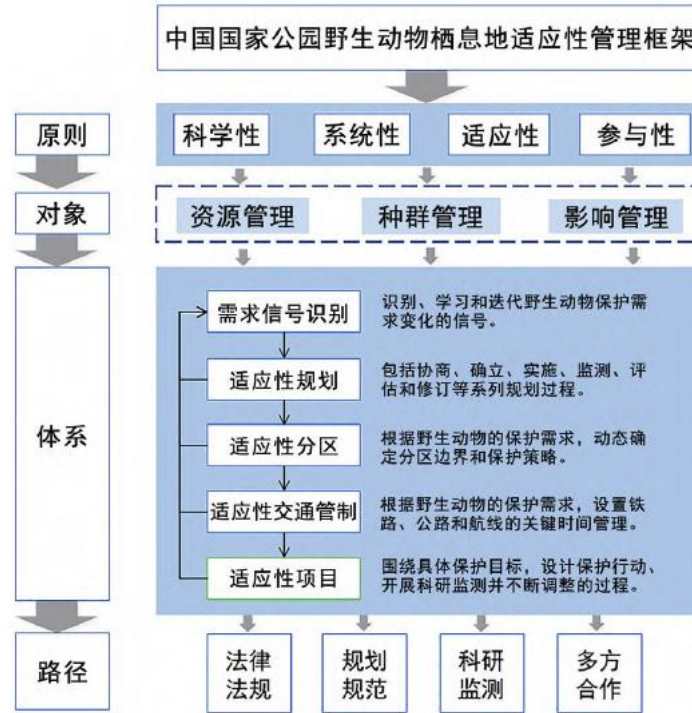 中国国家公园野生动物栖息地适应性管理框架
原则
科学性
系统性
适应性
参与性
对象
资源管理
种群管理
影响管理
体系
需求信号识别
识别、学习和迭代野生动物保护需
求变化的信号。
适应性规划
包括协商、确立、实施、监测、评
估和修订等系列规划过程。
适应性分区
根据野生动物的保护需求，动态确
定分区边界和保护策略。
适应性交通管制
根据野生动物的保护需求，设置铁
路、公路和航线的关键时间管理。
适应性项目
围绕具体保护目标，设计保护行动、
开展科研监测并不断调整的过程。
路径
法律
法规
规划
规范
科研
监测
多方
合作